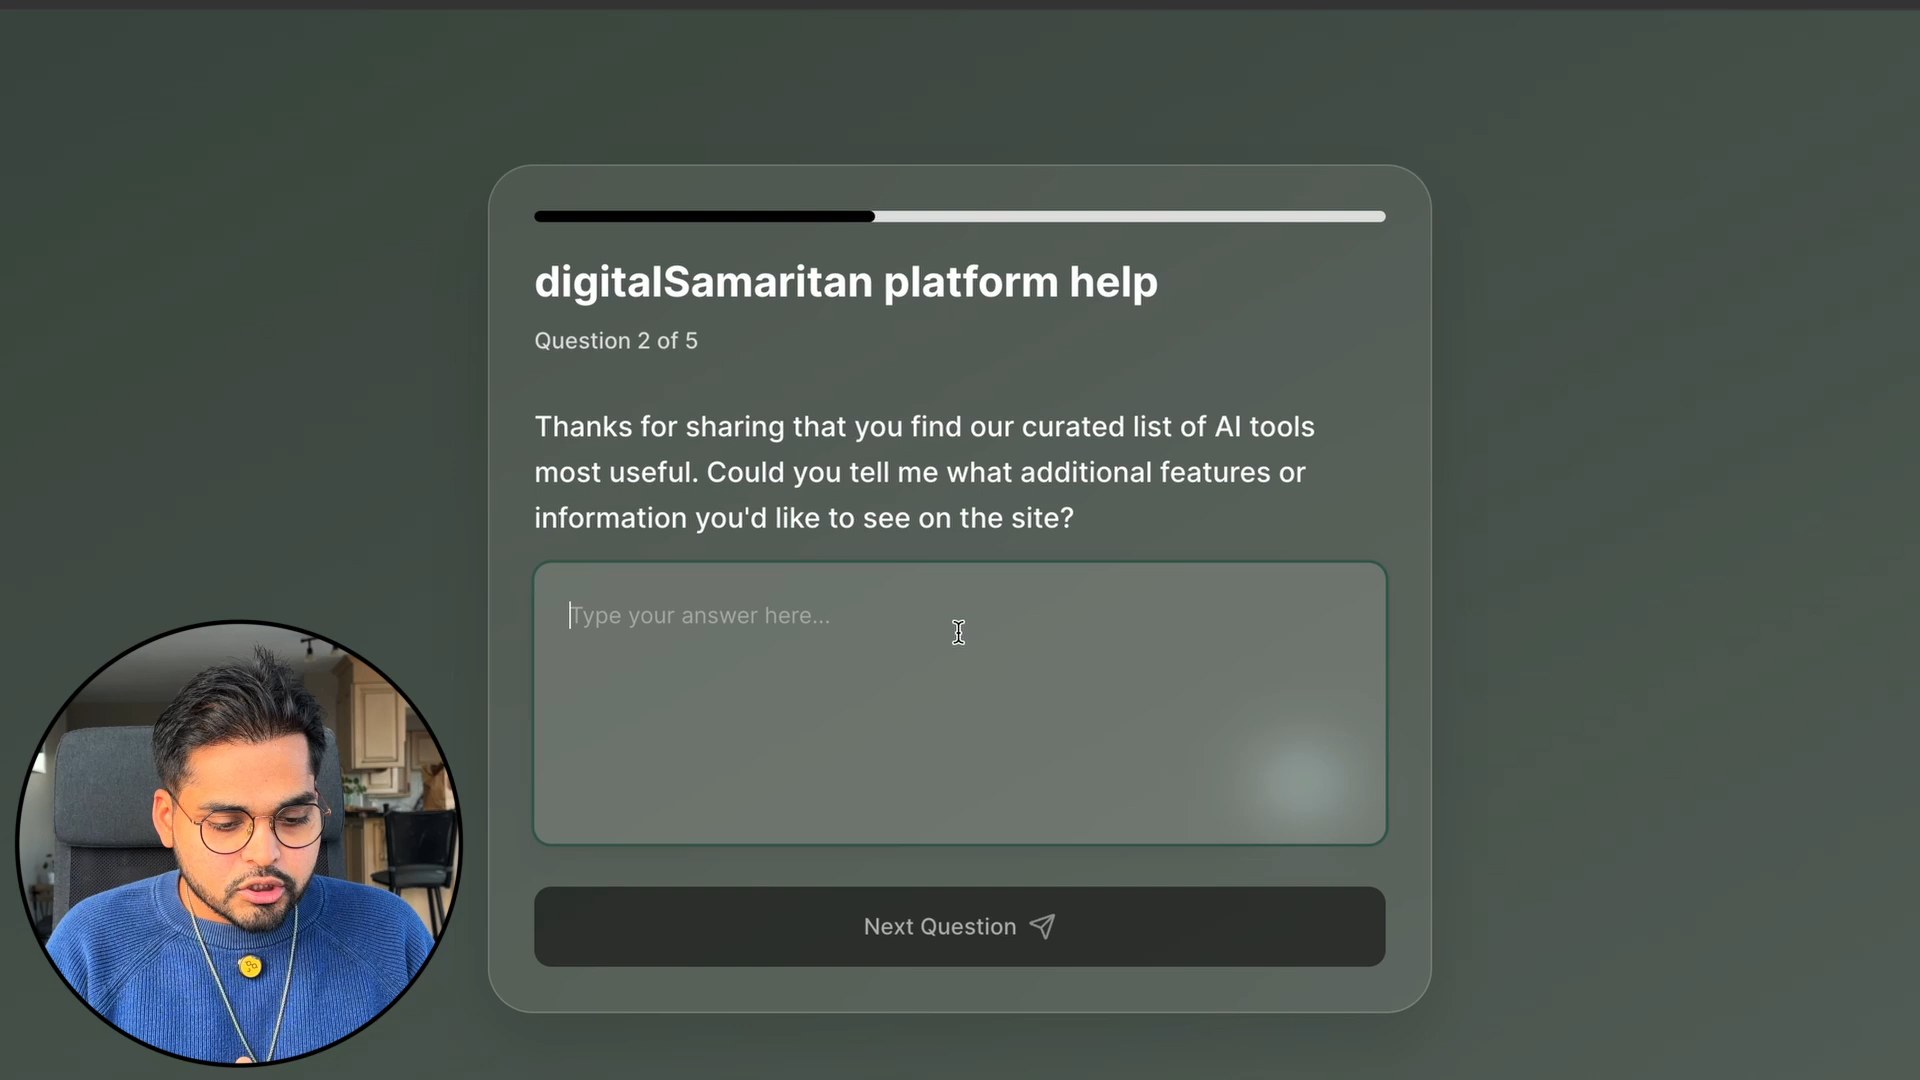 digitalSamaritan platform help
Question 2 of 5
Thanks for sharing that you find our curated list of AI tools
most useful. Could you tell me what additional features or
information you'd like to see on the site?
Type your answer here...
Next Question